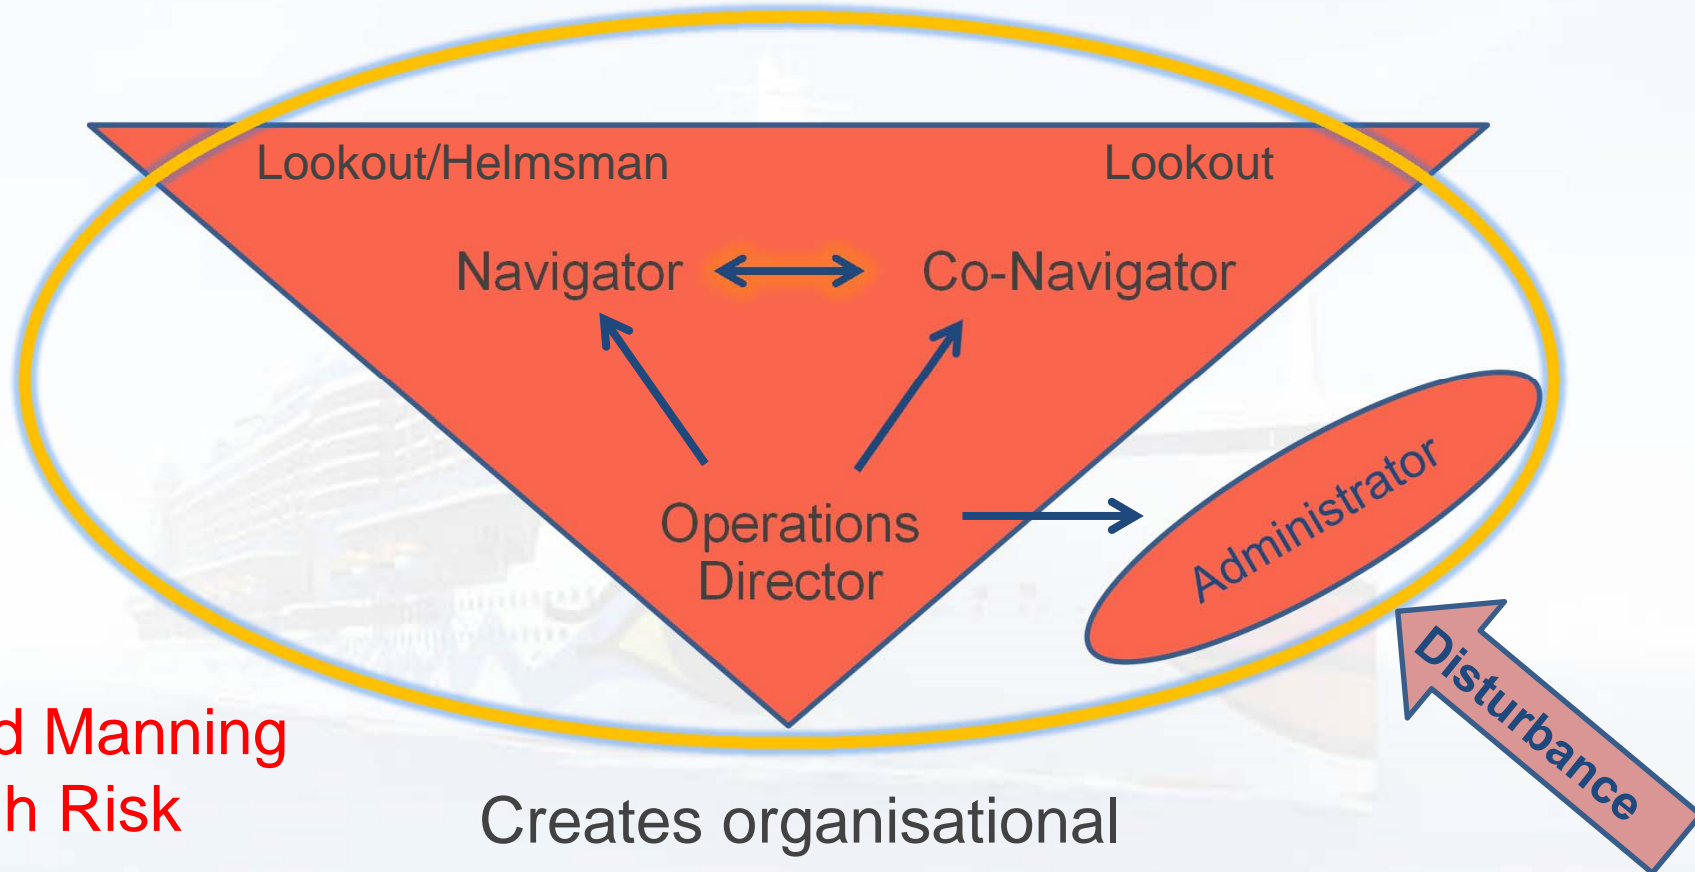 Lookout/Helmsman
Lookout
Navigator
Co-Navigator
Operations
Director
Administrator
Disturbance
d Manning
h Risk
Creates organisational